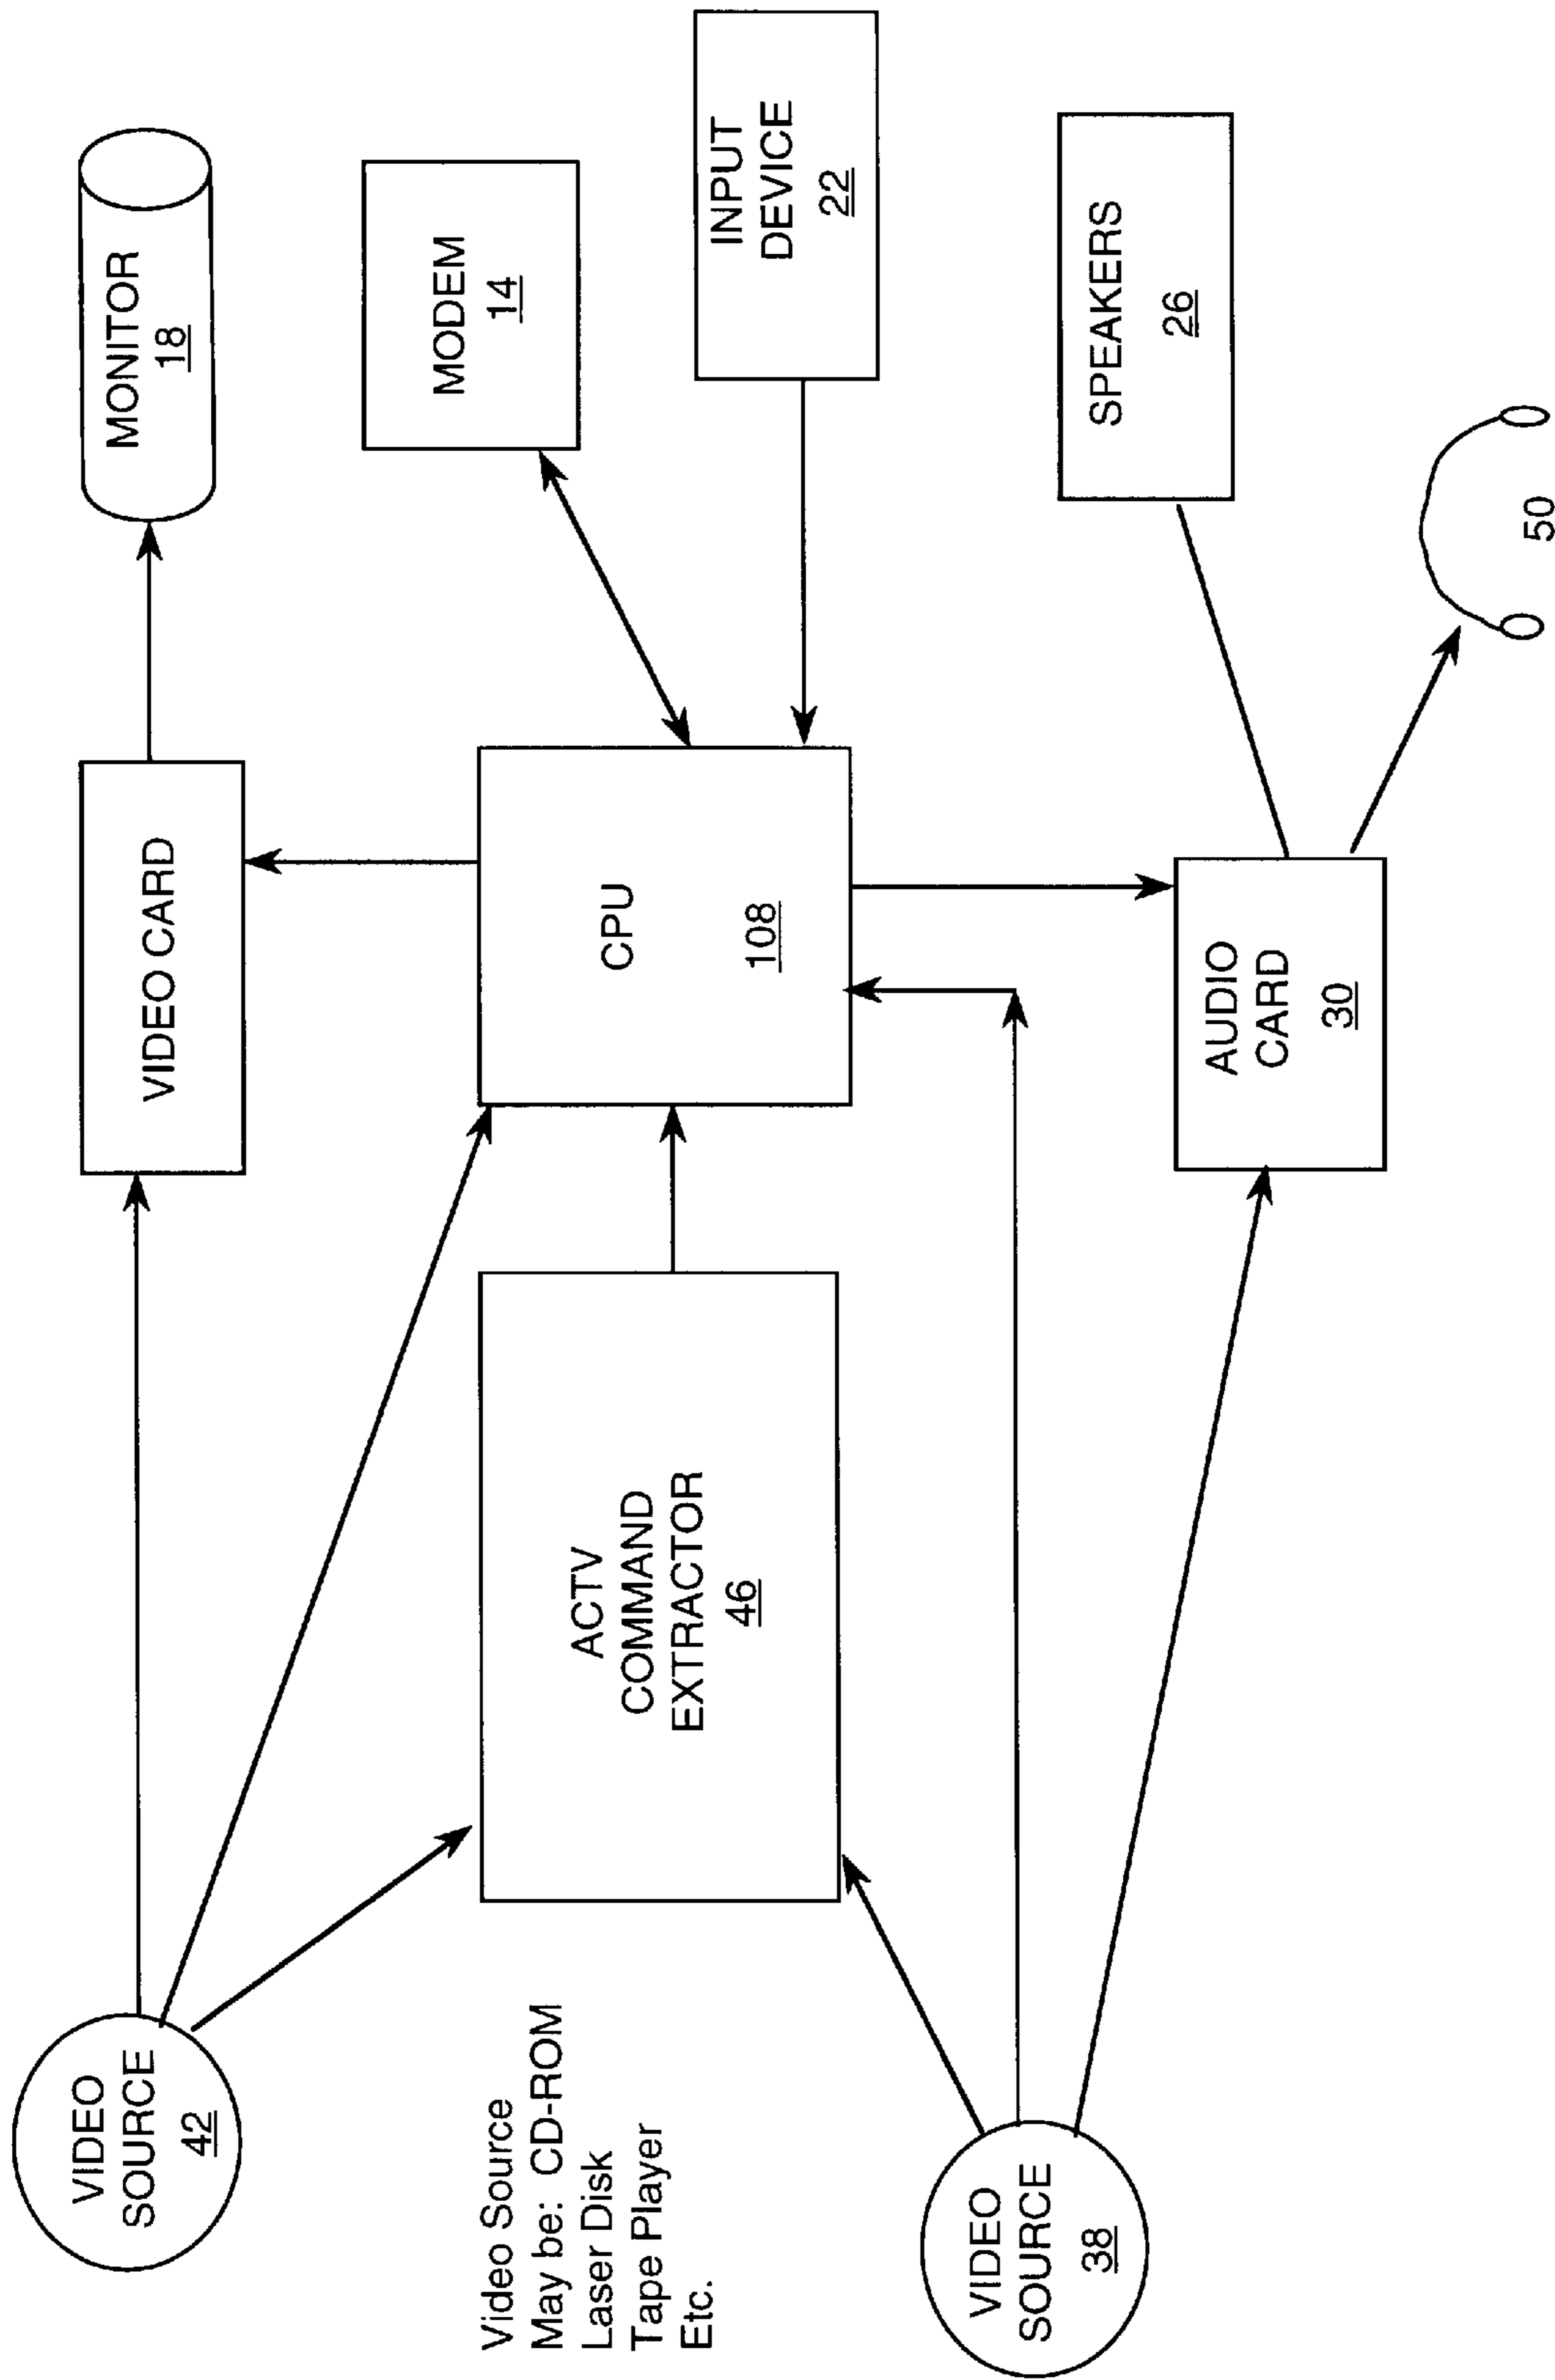 VIDEO
SOURCE
42
VIDEO CARD
MONITOR
18
Video Source
May be: CD-ROM
Laser Disk
Tape Player
Etc.
ACTV
COMMAND
EXTRACTOR
46
CPU
108
MODEM
14
INPUT
DEVICE
22
VIDEO
SOURCE
38
AUDIO
CARD
30
SPEAKERS
26
50